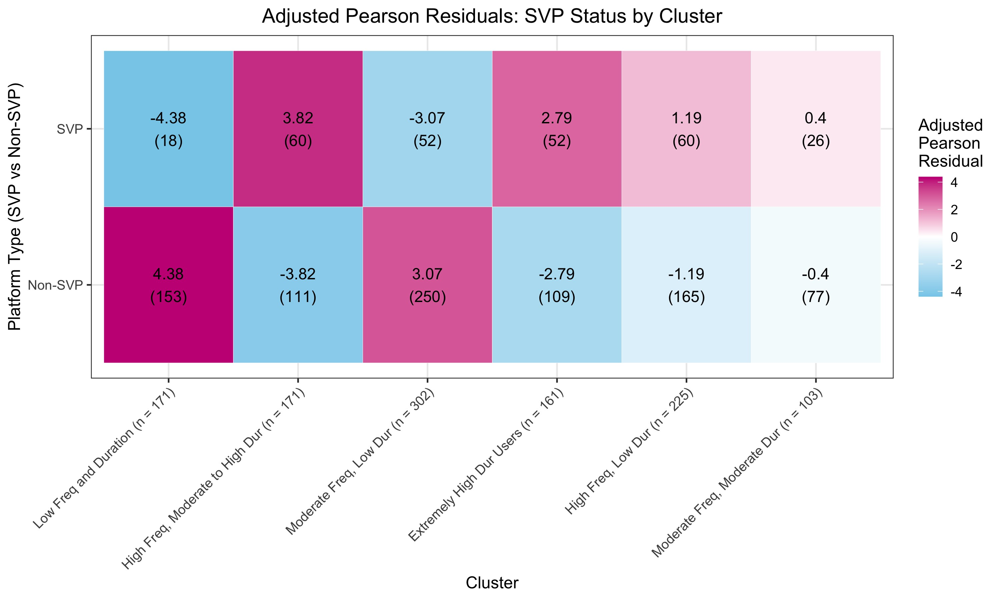 Adjusted Pearson Residuals: SVP Status by Cluster
Platform Type (SVP vs Non-SVP)
SVP
-4.38
(18)
3.82
(60)
-3.07
(52)
2.79
(52)
1.19
(60)
0.4
(26)
Non-SVP
4.38
(153)
-3.82
(111)
3.07
(250)
-2.79
(109)
-1.19
(165)
-0.4
(77)
Low Freq and Duration (n = 171)
High Freq, Moderate to High Dur (n = 171)
Moderate Freq, Low Dur (n = 302)
Extremely High Dur Users (n = 161)
High Freq, Low Dur (n = 225)
Moderate Freq, Moderate Dur (n = 103)
Cluster
Adjusted
Pearson
Residual
4
2
0
-2
-4